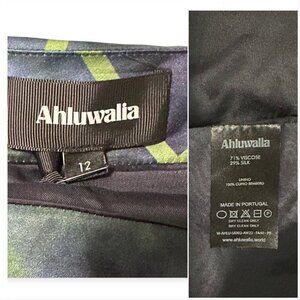 Ahluwalia
12
Ahluwalia
71% VISCOSE
29% SILK
LINING
100% CUPRO BEMBERG
MADE IN PORTUGAL
DRY CLEAN ONLY
DRY CLEAN ONLY
www.ahluwalia.world